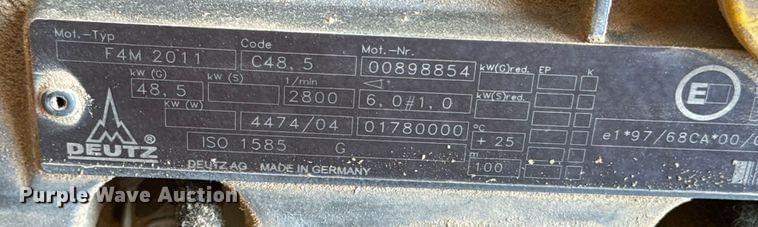 Mot.-Typ Code Mot.-Nr.
F4M 2011 C48,5 00898854 kW(G)red. EP K
kW (G) kW (S) 1/min
48,5 2800 6,0#1,0 kW(S)red.
kW (W)
4474/04 01780000 °C
+ 25 e1*97/68CA*00/0
DEUTZ ®
ISO 1585 G m
100
DEUTZ AG MADE IN GERMANY
E
Purple Wave Auction